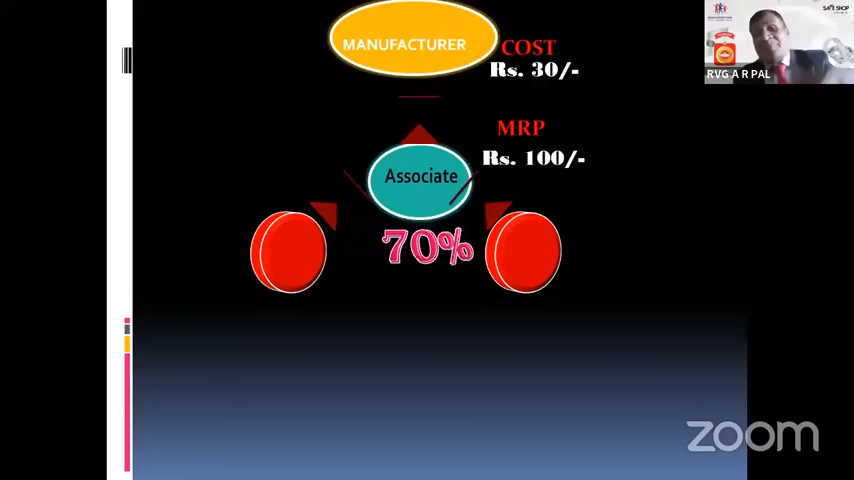 MANUFACTURER
COST
Rs. 30/-
MRP
Rs. 100/-
Associate
70%
SAFE SHOP
RVG A R PAL
zoom